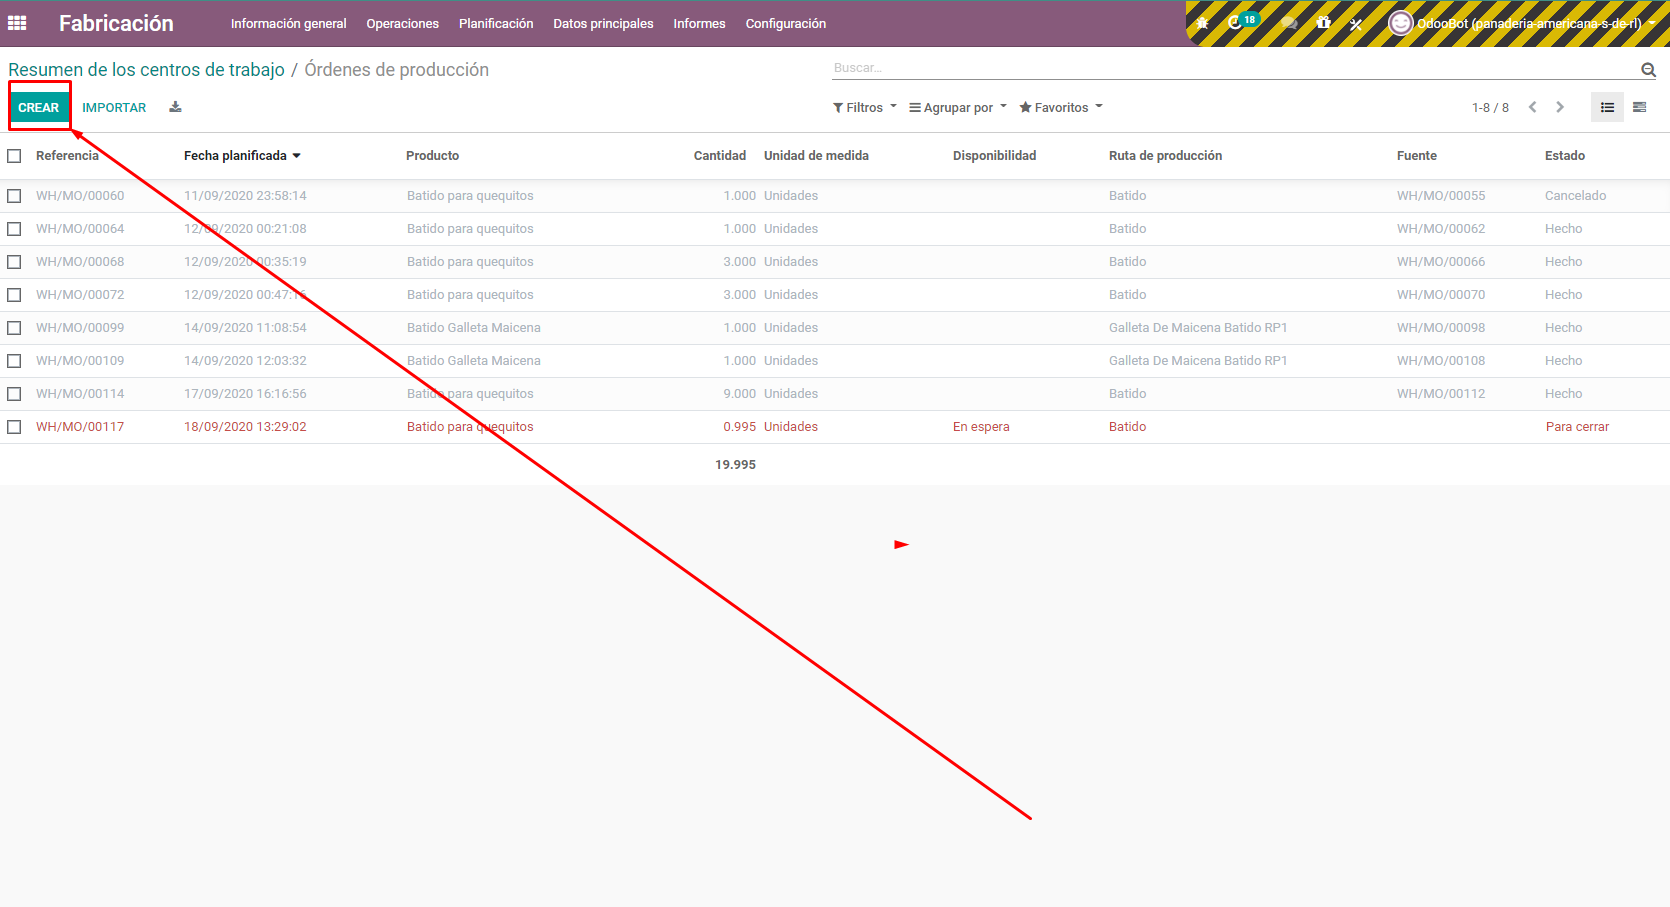 Fabricación Información general Operaciones Planificación Datos principales Informes Configuración 18 OdooBot (panaderia-americana-s-de-rl)
Resumen de los centros de trabajo / Órdenes de producción Buscar...
CREAR IMPORTAR Filtros Agrupar por Favoritos 1-8 / 8
Referencia Fecha planificada Producto Cantidad Unidad de medida Disponibilidad Ruta de producción Fuente Estado
WH/MO/00060 11/09/2020 23:58:14 Batido para quequitos 1.000 Unidades Batido WH/MO/00055 Cancelado
WH/MO/00064 12/09/2020 00:21:08 Batido para quequitos 1.000 Unidades Batido WH/MO/00062 Hecho
WH/MO/00068 12/09/2020 00:35:19 Batido para quequitos 3.000 Unidades Batido WH/MO/00066 Hecho
WH/MO/00072 12/09/2020 00:47:16 Batido para quequitos 3.000 Unidades Batido WH/MO/00070 Hecho
WH/MO/00099 14/09/2020 11:08:54 Batido Galleta Maicena 1.000 Unidades Galleta De Maicena Batido RP1 WH/MO/00098 Hecho
WH/MO/00109 14/09/2020 12:03:32 Batido Galleta Maicena 1.000 Unidades Galleta De Maicena Batido RP1 WH/MO/00108 Hecho
WH/MO/00114 17/09/2020 16:16:56 Batido para quequitos 9.000 Unidades Batido WH/MO/00112 Hecho
WH/MO/00117 18/09/2020 13:29:02 Batido para quequitos 0.995 Unidades En espera Batido Para cerrar
19.995